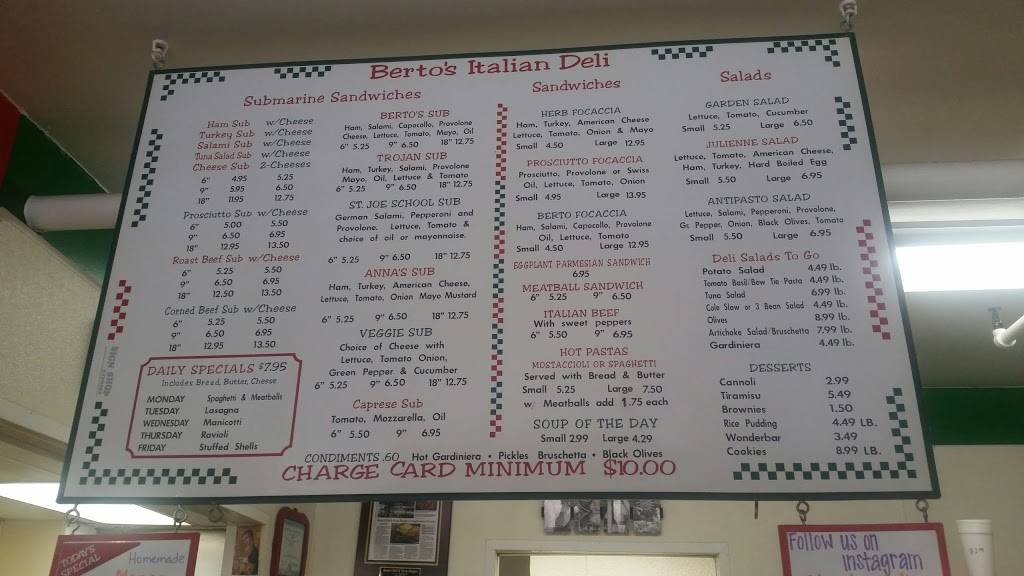 Berto's Italian Deli
Submarine Sandwiches
Ham Sub w/Cheese
Turkey Sub w/Cheese
Salami Sub w/Cheese
Tuna Salad Sub w/Cheese
Cheese Sub 2-Cheeses
6" 4.95 5.25
9" 5.95 6.50
18" 11.95 12.75
Prosciutto Sub w/Cheese
6" 5.00 5.50
9" 6.50 6.95
18" 12.95 13.50
Roast Beef Sub w/Cheese
6" 5.25 5.50
9" 6.50 6.95
18" 12.50 13.50
Corned Beef Sub w/Cheese
6" 5.25 5.50
9" 6.50 6.95
18" 12.95 13.50
DAILY SPECIALS $7.95
Includes Bread, Butter, Cheese
MONDAY Spaghetti & Meatballs
TUESDAY Lasagna
WEDNESDAY Manicotti
THURSDAY Ravioli
FRIDAY Stuffed Shells
BERTO'S SUB
Ham, Salami, Capocollo, Provolone
Cheese, Lettuce, Tomato, Mayo, Oil
6" 5.25 9" 6.50 18" 12.75
TROJAN SUB
Ham, Turkey, Salami, Provolone
Mayo, Oil, Lettuce & Tomato
6" 5.25 9" 6.50 18" 12.75
ST. JOE SCHOOL SUB
German Salami, Pepperoni and
Provolone. Lettuce, Tomato &
choice of oil or mayonnaise.
6" 5.25 9" 6.50 18" 12.75
ANNA'S SUB
Ham, Turkey, American Cheese,
Lettuce, Tomato, Onion Mayo Mustard
6" 5.25 9" 6.50 18" 12.75
VEGGIE SUB
Choice of Cheese with
Lettuce, Tomato Onion,
Green Pepper & Cucumber
6" 5.25 9" 6.50 18" 12.75
Caprese Sub
Tomato, Mozzarella, Oil
6" 5.50 9" 6.95
Sandwiches
HERB FOCACCIA
Ham, Turkey, American Cheese
Lettuce, Tomato, Onion & Mayo
Small 4.50 Large 12.95
PROSCIUTTO FOCACCIA
Prosciutto, Provolone or Swiss
Oil, Lettuce, Tomato, Onion
Small 4.95 Large 13.95
BERTO FOCACCIA
Ham, Salami, Capocollo, Provolone
Oil, Lettuce, Tomato
Small 4.50 Large 12.95
EGGPLANT PARMESIAN SANDWICH
6.95
MEATBALL SANDWICH
6" 5.25 9" 6.50
ITALIAN BEEF
With sweet peppers
6" 5.50 9" 6.95
HOT PASTAS
MOSTACCIOLI OR SPAGHETTI
Served with Bread & Butter
Small 5.25 Large 7.50
w/ Meatballs add 1.75 each
SOUP OF THE DAY
Small 2.99 Large 4.29
Salads
GARDEN SALAD
Lettuce, Tomato, Cucumber
Small 5.25 Large 6.50
JULIENNE SALAD
Lettuce, Tomato, American Cheese,
Ham, Turkey, Hard Boiled Egg
Small 5.50 Large 6.95
ANTIPASTO SALAD
Lettuce, Salami, Pepperoni, Provolone,
Gr. Pepper, Onion, Black Olives, Tomato
Small 5.50 Large 6.95
Deli Salads To Go
Potato Salad 4.49 lb.
Tomato Basil/Bow Tie Pasta 4.49 lb.
Tuna Salad 6.99 lb.
Cole Slaw or 3 Bean Salad 4.49 lb.
Olives 8.99 lb.
Artichoke Salad/Bruschetta 7.99 lb.
Gardiniera 4.49 lb.
DESSERTS
Cannoli 2.99
Tiramisu 5.49
Brownies 1.50
Rice Pudding 4.49 LB.
Wonderbar 3.49
Cookies 8.99 LB.
CONDIMENTS .60 Hot Gardiniera • Pickles Bruschetta • Black Olives
CHARGE CARD MINIMUM $10.00
SIGN SHOP
TODAY'S
SPECIAL
Homemade
Follow us on
instagram